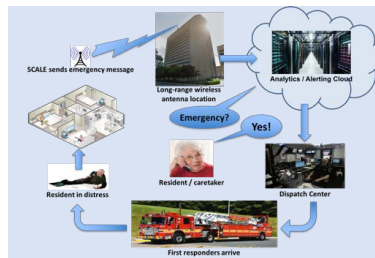 SCALE sends emergency message
Long-range wireless
antenna location
Analytics / Alerting Cloud
Emergency?
Yes!
Resident / caretaker
Resident in distress
Dispatch Center
First responders arrive